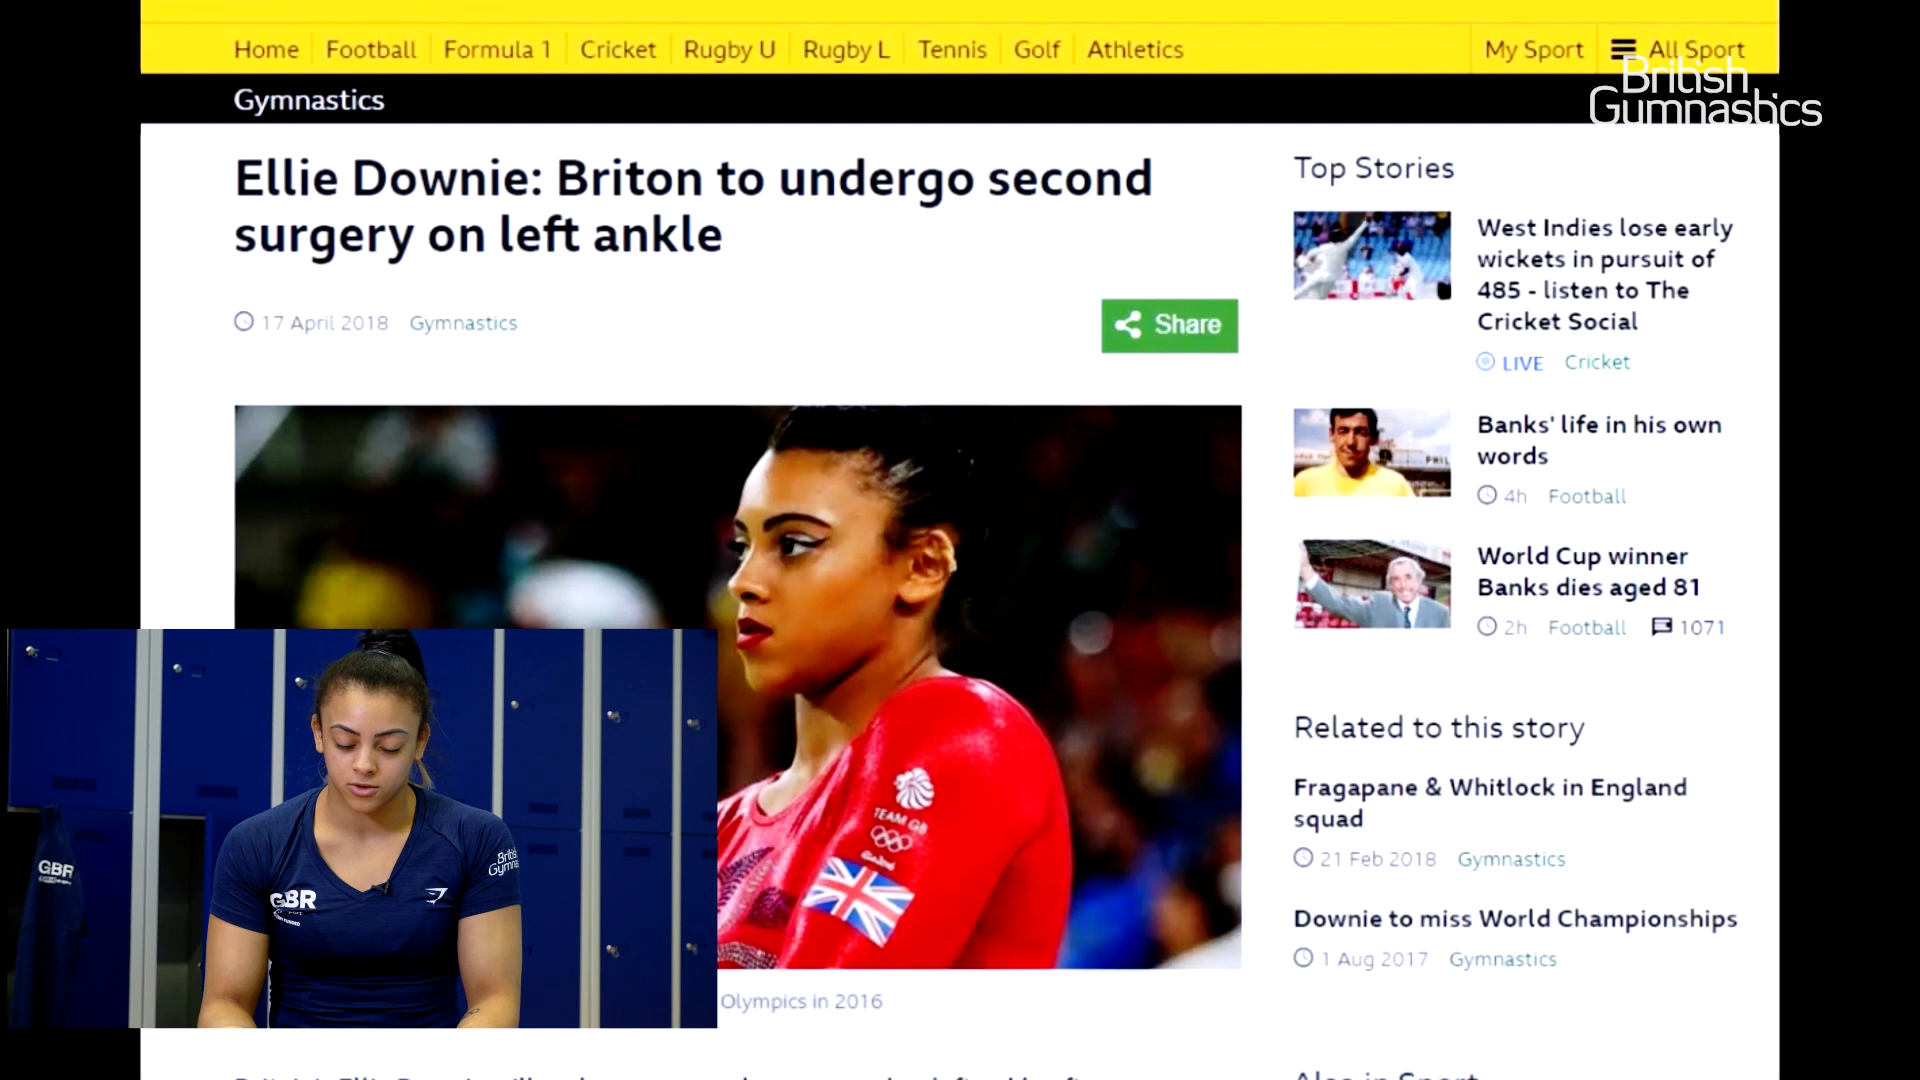 Home Football Formula 1 Cricket Rugby U Rugby L Tennis Golf Athletics My Sport All Sport
British
Gymnastics
Gymnastics
Ellie Downie: Briton to undergo second
surgery on left ankle
17 April 2018 Gymnastics
Share
TEAM GB
Olympics in 2016
GBR
GBR
Top Stories
West Indies lose early
wickets in pursuit of
485 - listen to The
Cricket Social
LIVE Cricket
Banks' life in his own
words
4h Football
World Cup winner
Banks dies aged 81
2h Football 1071
Related to this story
Fragapane & Whitlock in England
squad
21 Feb 2018 Gymnastics
Downie to miss World Championships
1 Aug 2017 Gymnastics
Also in Sport